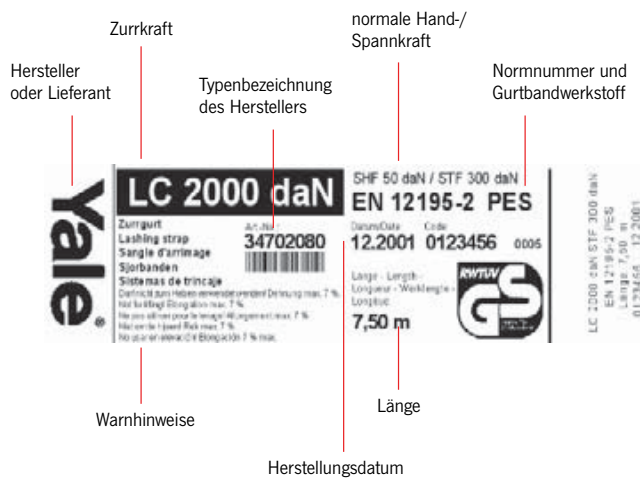 Zurrkraft
normale Hand-/
Spannkraft
Hersteller
oder Lieferant
Typenbezeichnung
des Herstellers
Normnummer und
Gurtbandwerkstoff
Yale®
LC 2000 daN
SHF 50 daN / STF 300 daN
EN 12195-2 PES
Zurrgurt
Lashing strap
Sangle d'arrimage
Sjorbanden
Sistemas de trincaje
Art.-Nr.:
34702080
Datum/Date Code
12.2001 0123456 0005
Länge - Length -
Longueur - Werklengte -
Longitud
7,50 m
RWTÜV
GS
LC 2000 daN STF 300 daN
EN 12195-2 PES
Länge 7,50 m
0123456 12.2001
Warnhinweise
Länge
Herstellungsdatum